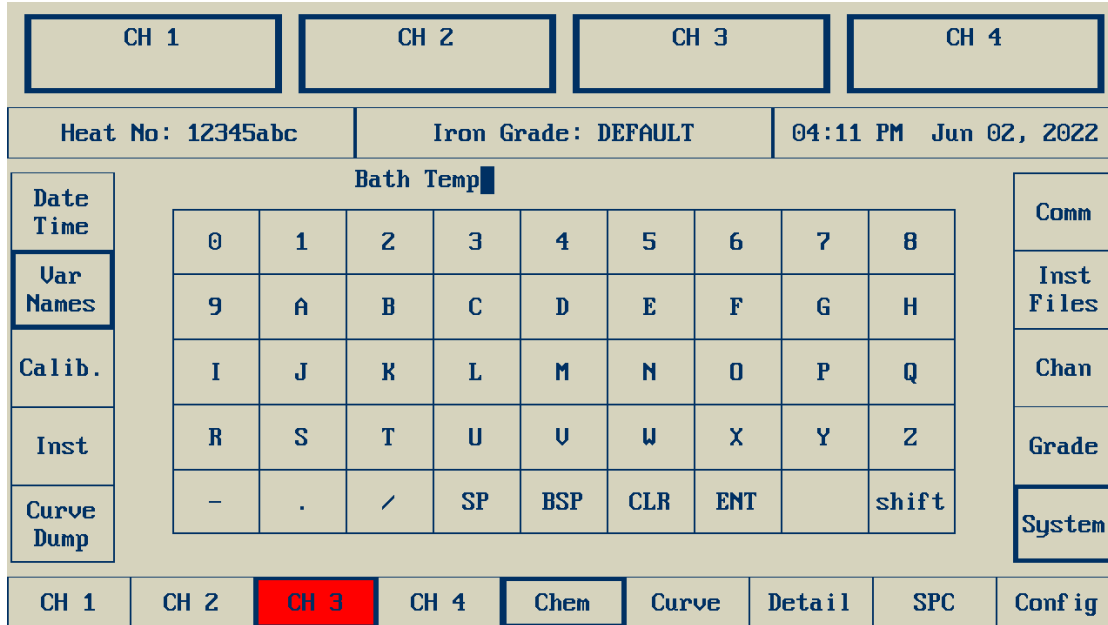 CH 1 CH 2 CH 3 CH 4
Heat No: 12345abc Iron Grade: DEFAULT 04:11 PM Jun 02, 2022
Bath Temp
Date
Time
Var
Names
Calib.
Inst
Curve
Dump
0 1 2 3 4 5 6 7 8
9 A B C D E F G H
I J K L M N O P Q
R S T U V W X Y Z
- . / SP BSP CLR ENT shift
Comm
Inst
Files
Chan
Grade
System
CH 1 CH 2 CH 3 CH 4 Chem Curve Detail SPC Config